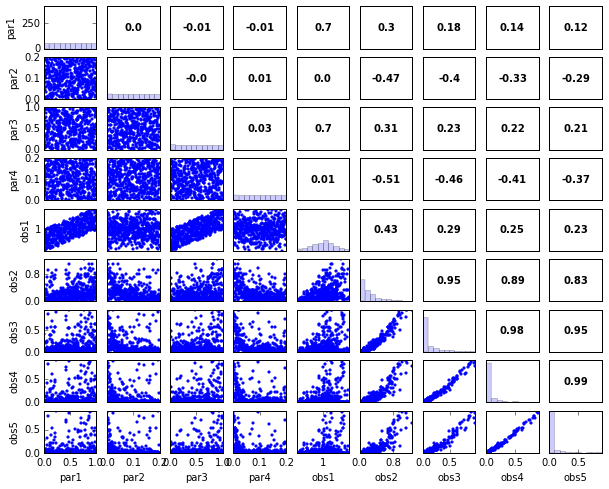 par1 250 0 0.0 -0.01 -0.01 0.7 0.3 0.18 0.14 0.12
par2 0.2 0.1 0.0 -0.0 0.01 0.0 -0.47 -0.4 -0.33 -0.29
par3 1.0 0.5 0.0 0.03 0.7 0.31 0.23 0.22 0.21
par4 0.2 0.1 0.0 0.01 -0.51 -0.46 -0.41 -0.37
obs1 1 0.43 0.29 0.25 0.23
obs2 0.8 0.0 0.95 0.89 0.83
obs3 0.5 0.0 0.98 0.95
obs4 0.5 0.0 0.99
obs5 0.5 0.0
0.0 0.5 1.0 0.0 0.1 0.2 0.0 0.5 1.0 0.0 0.1 0.2 1 0.0 0.8 0.0 0.5 0.0 0.5 0.0 0.5
par1 par2 par3 par4 obs1 obs2 obs3 obs4 obs5